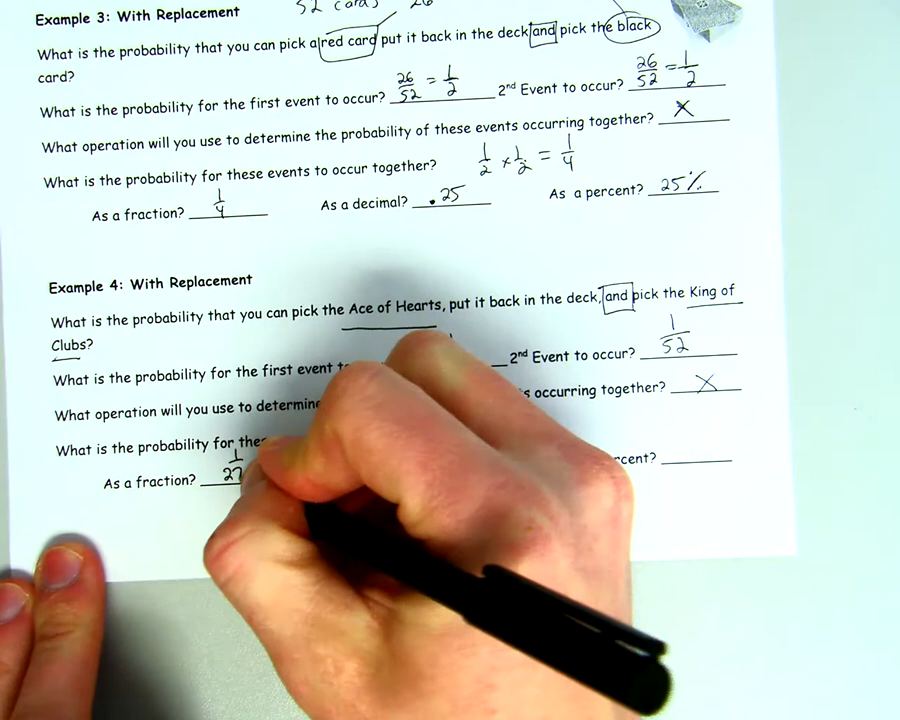 52 cards 26
Example 3: With Replacement
What is the probability that you can pick a red card put it back in the deck and pick the black
card?
What is the probability for the first event to occur? 26/52 = 1/2 2nd Event to occur? 26/52 = 1/2
What operation will you use to determine the probability of these events occurring together? X
What is the probability for these events to occur together? 1/2 x 1/2 = 1/4
As a fraction? 1/4 As a decimal? .25 As a percent? 25%
Example 4: With Replacement
What is the probability that you can pick the Ace of Hearts, put it back in the deck, and pick the King of
Clubs?
What is the probability for the first event 2nd Event to occur? 1/52
What operation will you use to determine occurring together? X
What is the probability for
As a fraction? 1/27